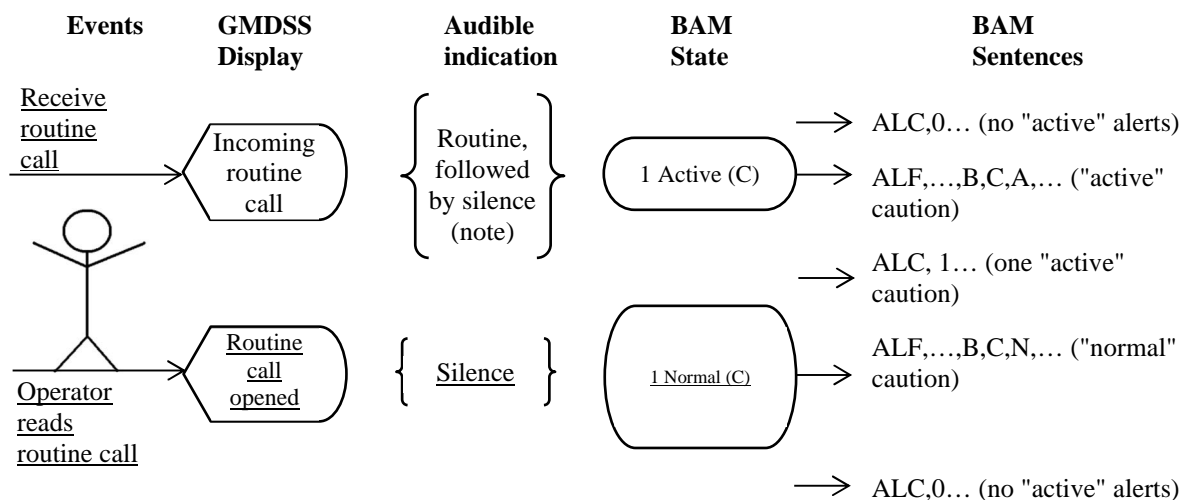 Events
GMDSS
Display
Audible
indication
BAM
State
BAM
Sentences
Receive
routine
call
Incoming
routine
call
Routine,
followed
by silence
(note)
1 Active (C)
ALC,0… (no "active" alerts)
ALF,…,B,C,A,… ("active"
caution)
ALC, 1… (one "active"
caution)
Operator
reads
routine call
Routine
call
opened
Silence
1 Normal (C)
ALF,…,B,C,N,… ("normal"
caution)
ALC,0… (no "active" alerts)